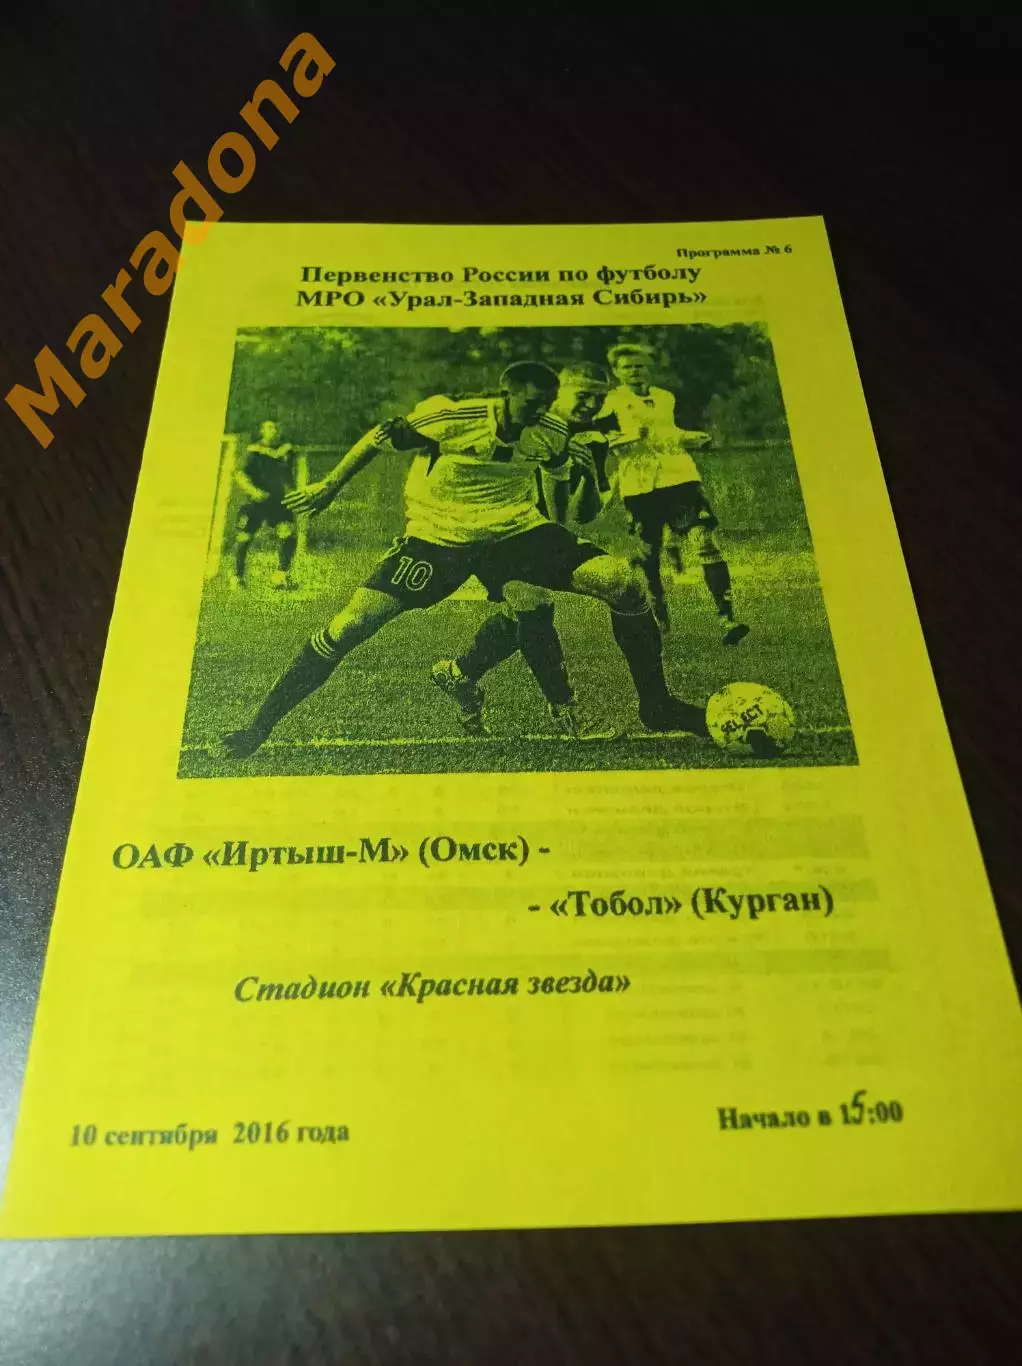 Maradona
Программа № 6
Первенство России по футболу
МРО «Урал-Западная Сибирь»
10
SELECT
ОАФ «Иртыш-М» (Омск) -
- «Тобол» (Курган)
Стадион «Красная звезда»
10 сентября 2016 года
Начало в 15:00